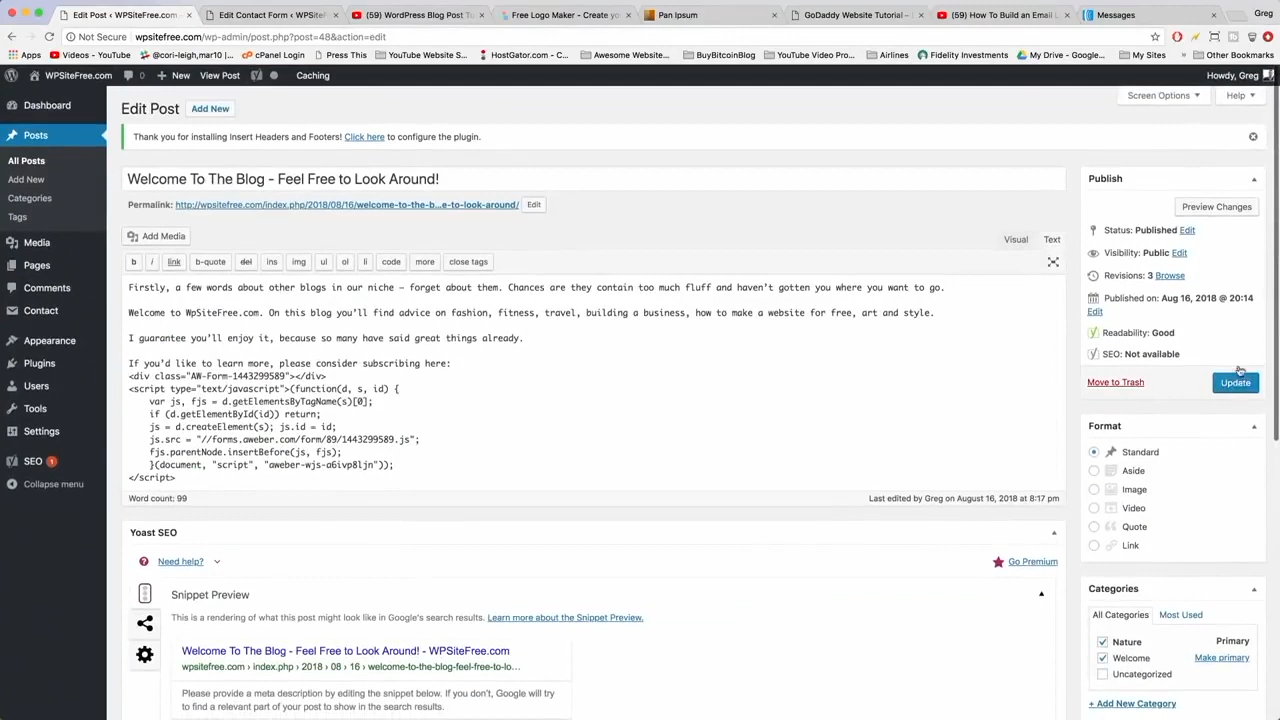 Edit Post ‹ WPSiteFree.com
Edit Contact Form ‹ WPSiteF
(59) WordPress Blog Post Tu
Free Logo Maker - Create yo
Pan Ipsum
GoDaddy Website Tutorial –
(59) How To Build an Email L
Messages
Greg
Not Secure
wpsitefree.com/wp-admin/post.php?post=48&action=edit
Apps
Videos - YouTube
@cori-leigh,mar10
cPanel Login
Press This
YouTube Website S...
HostGator.com - C...
Awesome Website...
BuyBitcoinBlog
YouTube Video Pro...
Airlines
Fidelity Investments
My Drive - Google...
My Sites
Other Bookmarks
WPSiteFree.com
0
New
View Post
Caching
Howdy, Greg
Dashboard
Posts
All Posts
Add New
Categories
Tags
Media
Pages
Comments
Contact
Appearance
Plugins
Users
Tools
Settings
SEO 1
Collapse menu
Screen Options
Help
Edit Post
Add New
Thank you for installing Insert Headers and Footers! Click here to configure the plugin.
Welcome To The Blog - Feel Free to Look Around!
Permalink: http://wpsitefree.com/index.php/2018/08/16/welcome-to-the-b...e-to-look-around/
Edit
Add Media
Visual
Text
b
i
link
b-quote
del
ins
img
ul
ol
li
code
more
close tags
Firstly, a few words about other blogs in our niche – forget about them. Chances are they contain too much fluff and haven’t gotten you where you want to go.
Welcome to WpSiteFree.com. On this blog you’ll find advice on fashion, fitness, travel, building a business, how to make a website for free, art and style.
I guarantee you’ll enjoy it, because so many have said great things already.
If you’d like to learn more, please consider subscribing here:
<div class="AW-Form-1443299589"></div>
<script type="text/javascript">(function(d, s, id) {
var js, fjs = d.getElementsByTagName(s)[0];
if (d.getElementById(id)) return;
js = d.createElement(s); js.id = id;
js.src = "//forms.aweber.com/form/89/1443299589.js";
fjs.parentNode.insertBefore(js, fjs);
}(document, "script", "aweber-wjs-a6ivp8ljn"));
</script>
Word count: 99
Last edited by Greg on August 16, 2018 at 8:17 pm
Yoast SEO
Need help?
Go Premium
Snippet Preview
This is a rendering of what this post might look like in Google's search results. Learn more about the Snippet Preview.
Welcome To The Blog - Feel Free to Look Around! - WPSiteFree.com
wpsitefree.com › index.php › 2018 › 08 › 16 › welcome-to-the-blog-feel-free-to-lo...
Please provide a meta description by editing the snippet below. If you don't, Google will try
to find a relevant part of your post to show in the search results.
Publish
Preview Changes
Status: Published Edit
Visibility: Public Edit
Revisions: 3 Browse
Published on: Aug 16, 2018 @ 20:14
Edit
Readability: Good
SEO: Not available
Move to Trash
Update
Format
Standard
Aside
Image
Video
Quote
Link
Categories
All Categories
Most Used
Nature
Primary
Welcome
Make primary
Uncategorized
+ Add New Category